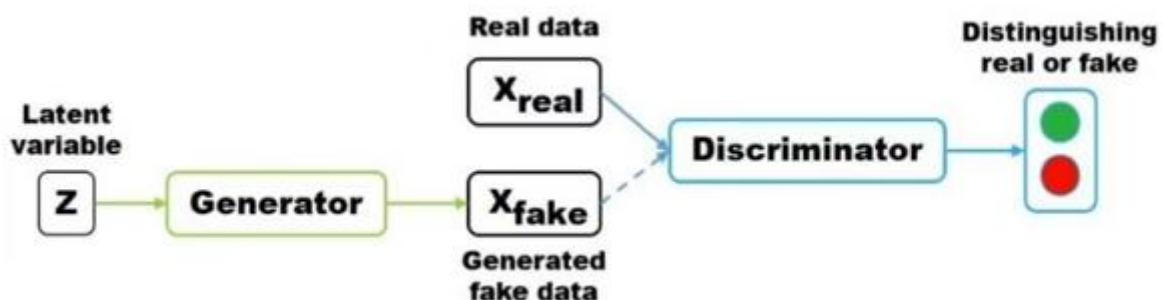 Real data
Distinguishing
real or fake
Xreal
Latent
variable
Discriminator
Z
Generator
Xfake
Generated
fake data